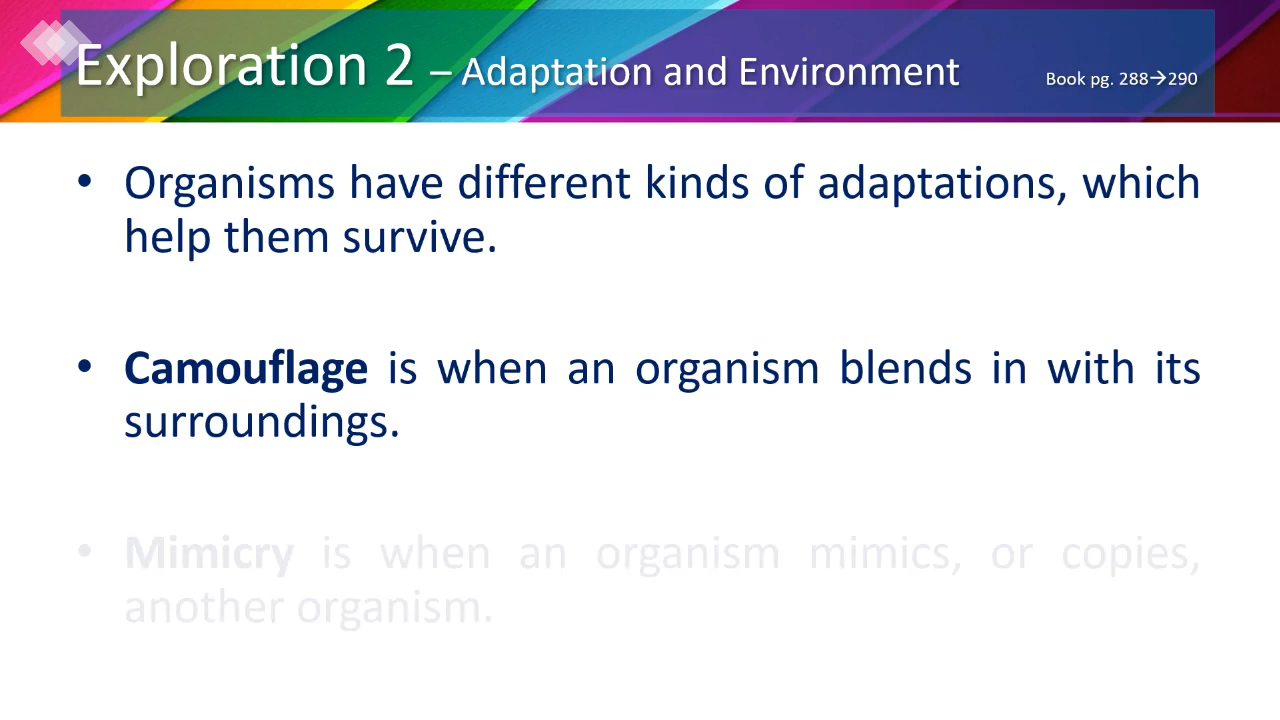 Exploration 2 – Adaptation and Environment Book pg. 288→290
• Organisms have different kinds of adaptations, which
help them survive.
• Camouflage is when an organism blends in with its
surroundings.
• Mimicry is when an organism mimics, or copies,
another organism.